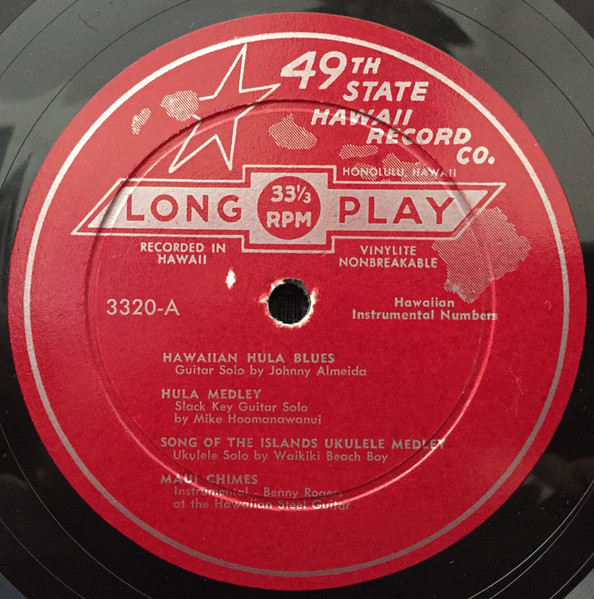 49TH
STATE
HAWAII
RECORD
CO.
HONOLULU, HAWAII
LONG 33⅓ RPM PLAY
RECORDED IN
HAWAII
VINYLITE
NONBREAKABLE
3320-A
Hawaiian
Instrumental Numbers
HAWAIIAN HULA BLUES
Guitar Solo by Johnny Almeida
HULA MEDLEY
Slack Key Guitar Solo
by Mike Hoomanawanui
SONG OF THE ISLANDS UKULELE MEDLEY
Ukulele Solo by Waikiki Beach Boy
MAUI CHIMES
Instrumental - Benny Rogers
at the Hawaiian Steel Guitar